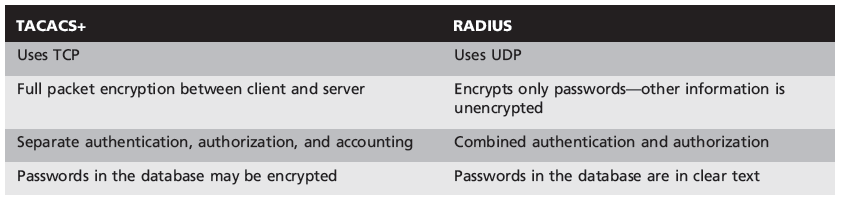 TACACS+ RADIUS
Uses TCP Uses UDP
Full packet encryption between client and server Encrypts only passwords—other information is
unencrypted
Separate authentication, authorization, and accounting Combined authentication and authorization
Passwords in the database may be encrypted Passwords in the database are in clear text